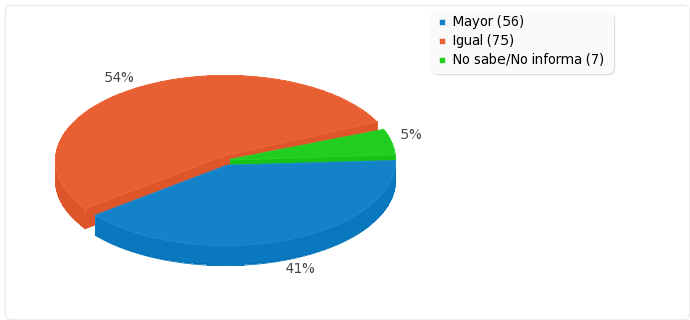 Mayor (56)
Igual (75)
No sabe/No informa (7)
54%
5%
41%